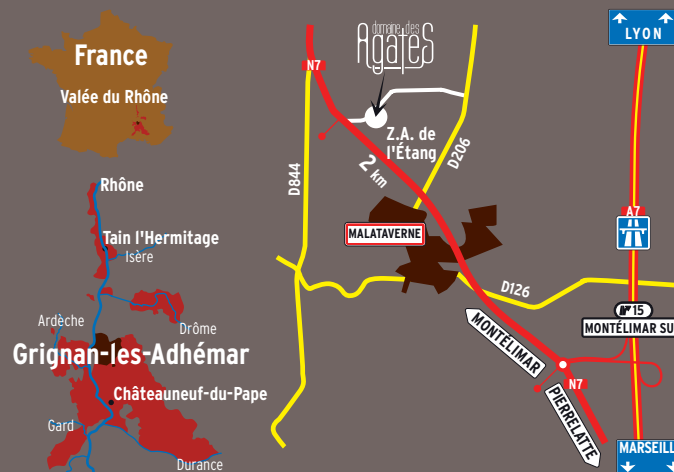 France
Valée du Rhône
Rhône
Tain l'Hermitage
Isère
Ardèche
Drôme
Grignan-les-Adhémar
Châteauneuf-du-Pape
Gard
Durance
domaine des
Agates
N7
Z.A. de
l'Étang
2 km
D206
D844
MALATAVERNE
D126
MONTÉLIMAR
N7
PIERRELATTE
LYON
A7
N° 15
MONTÉLIMAR SU
MARSEILL